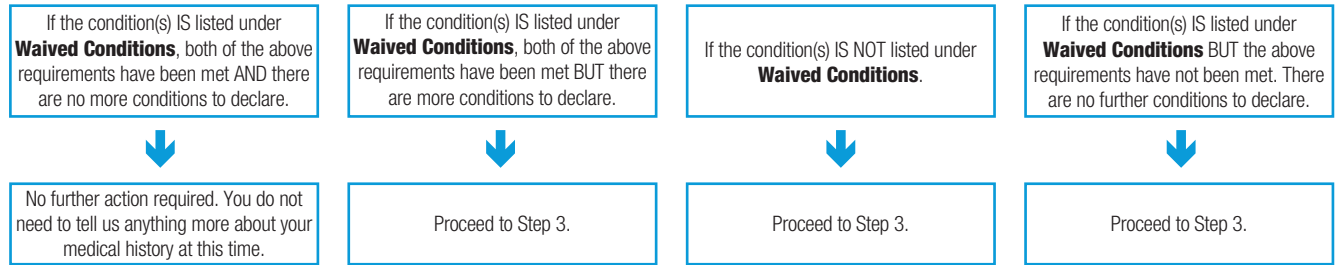 If the condition(s) IS listed under
Waived Conditions, both of the above
requirements have been met AND there
are no more conditions to declare.
If the condition(s) IS listed under
Waived Conditions, both of the above
requirements have been met BUT there
are more conditions to declare.
If the condition(s) IS NOT listed under
Waived Conditions.
If the condition(s) IS listed under
Waived Conditions BUT the above
requirements have not been met. There
are no further conditions to declare.
No further action required. You do not
need to tell us anything more about your
medical history at this time.
Proceed to Step 3.
Proceed to Step 3.
Proceed to Step 3.